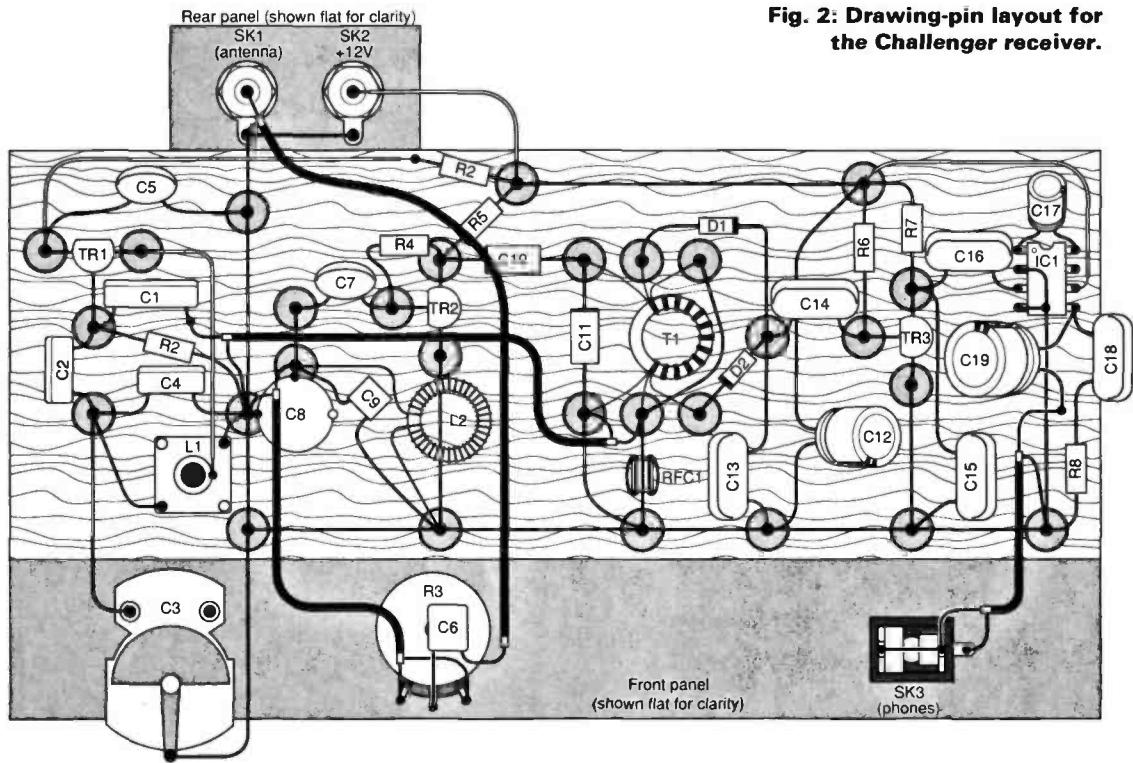 Fig. 2: Drawing-pin layout for
the Challenger receiver.
Rear panel (shown flat for clarity)
SK1
(antenna)
SK2
+12V
C5
R2
R5
TR1
R4
D1
R7
R6
C17
C16
IC1
C1
C7
TR2
C11
C14
T1
TR3
C19
C18
R2
C2
C4
C8
C9
L2
D2
C12
L1
RFC1
C13
C15
R8
C3
R3
C6
Front panel
(shown flat for clarity)
SK3
(phones)